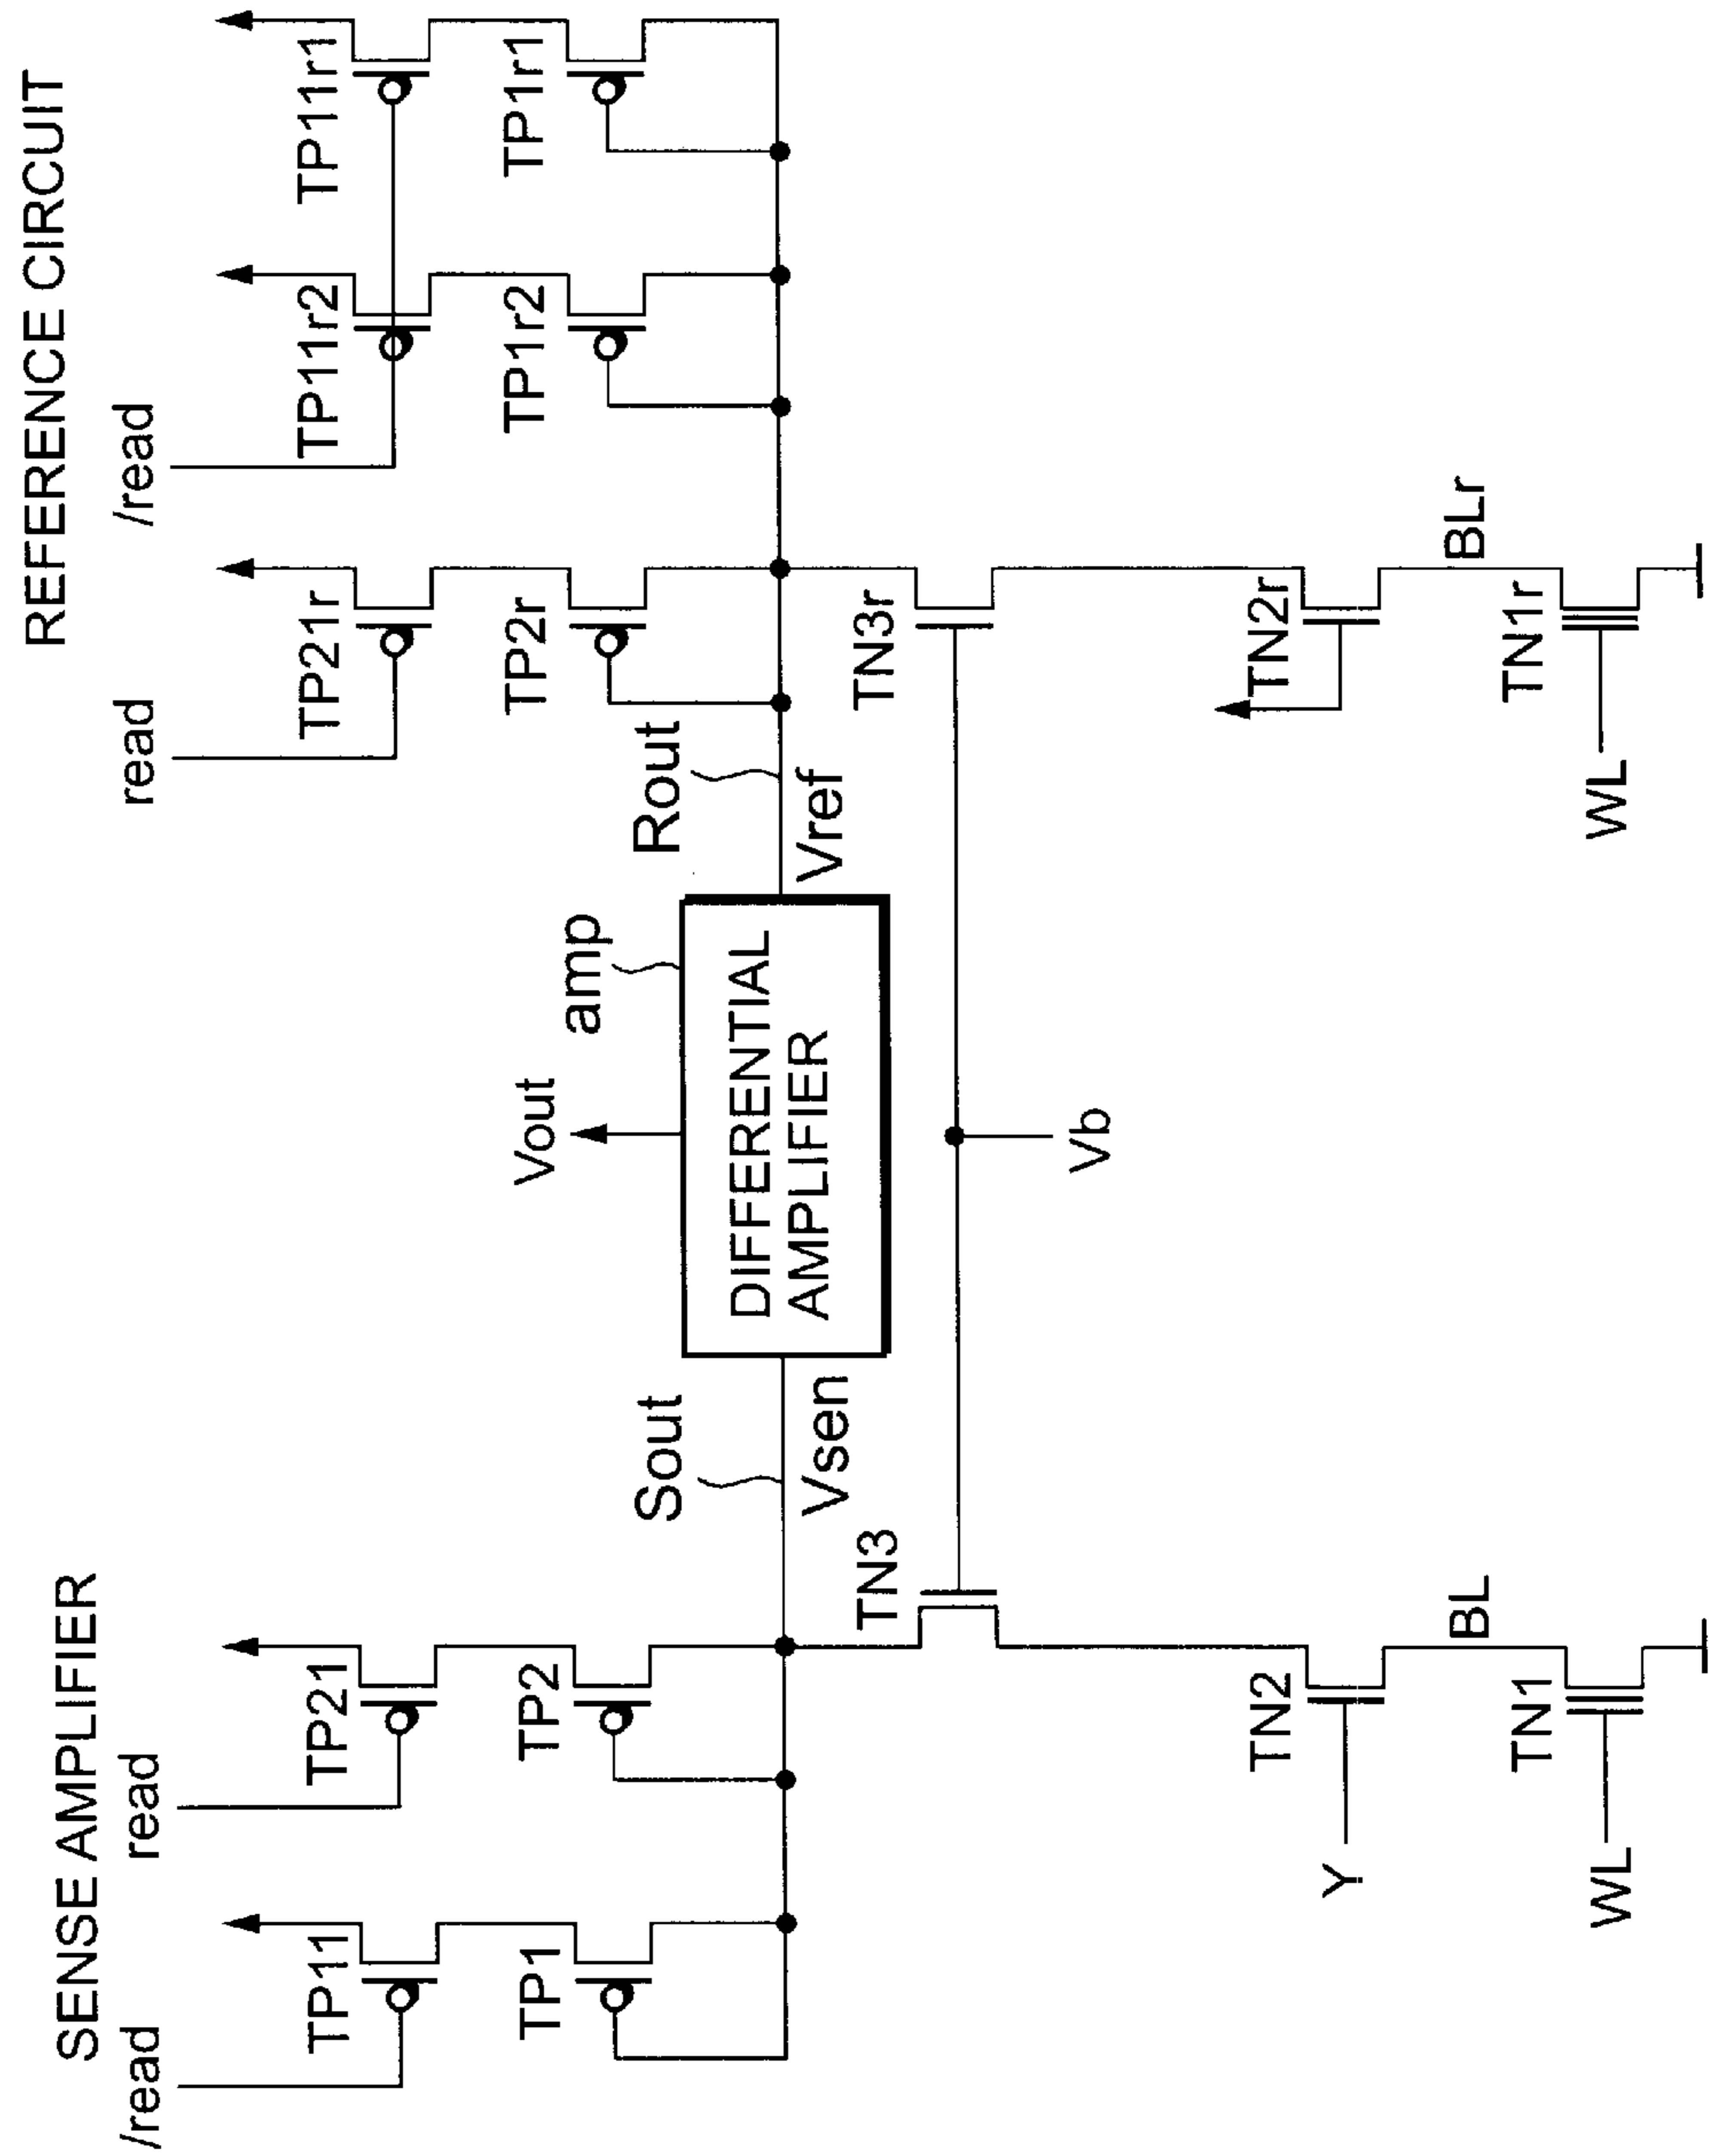 SENSE AMPLIFIER
REFERENCE CIRCUIT
/read
read
read
/read
TP11
TP21
TP21r
TP11r2
TP11r1
TP1
TP2
TP2r
TP1r2
TP1r1
Vout
amp
Sout
Rout
DIFFERENTIAL
AMPLIFIER
Vsen
Vref
TN3
TN3r
Vb
Y
TN2
TN2r
BL
BLr
WL
TN1
WL
TN1r